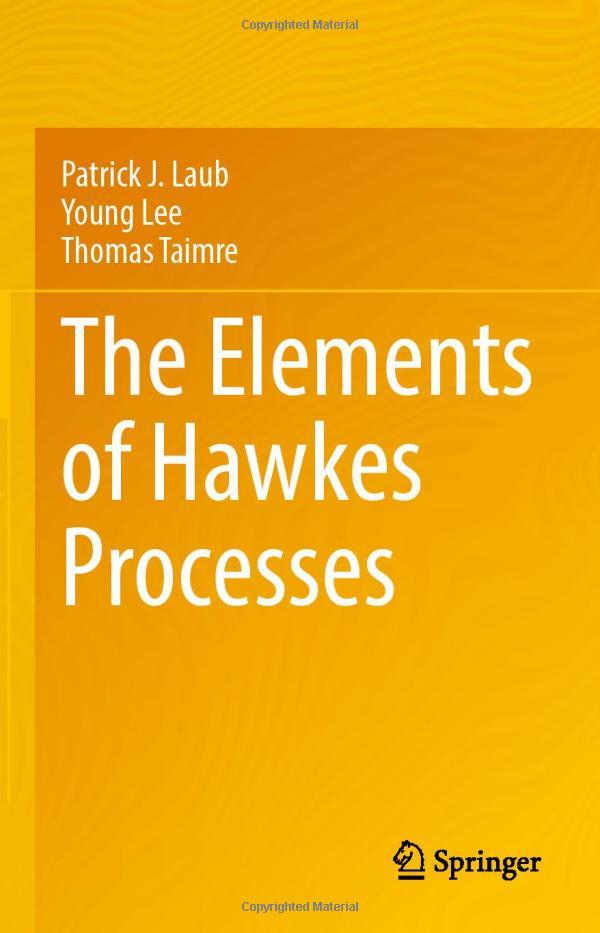 Copyrighted Material
Patrick J. Laub
Young Lee
Thomas Taimre
The Elements
of Hawkes
Processes
Springer
Copyrighted Material